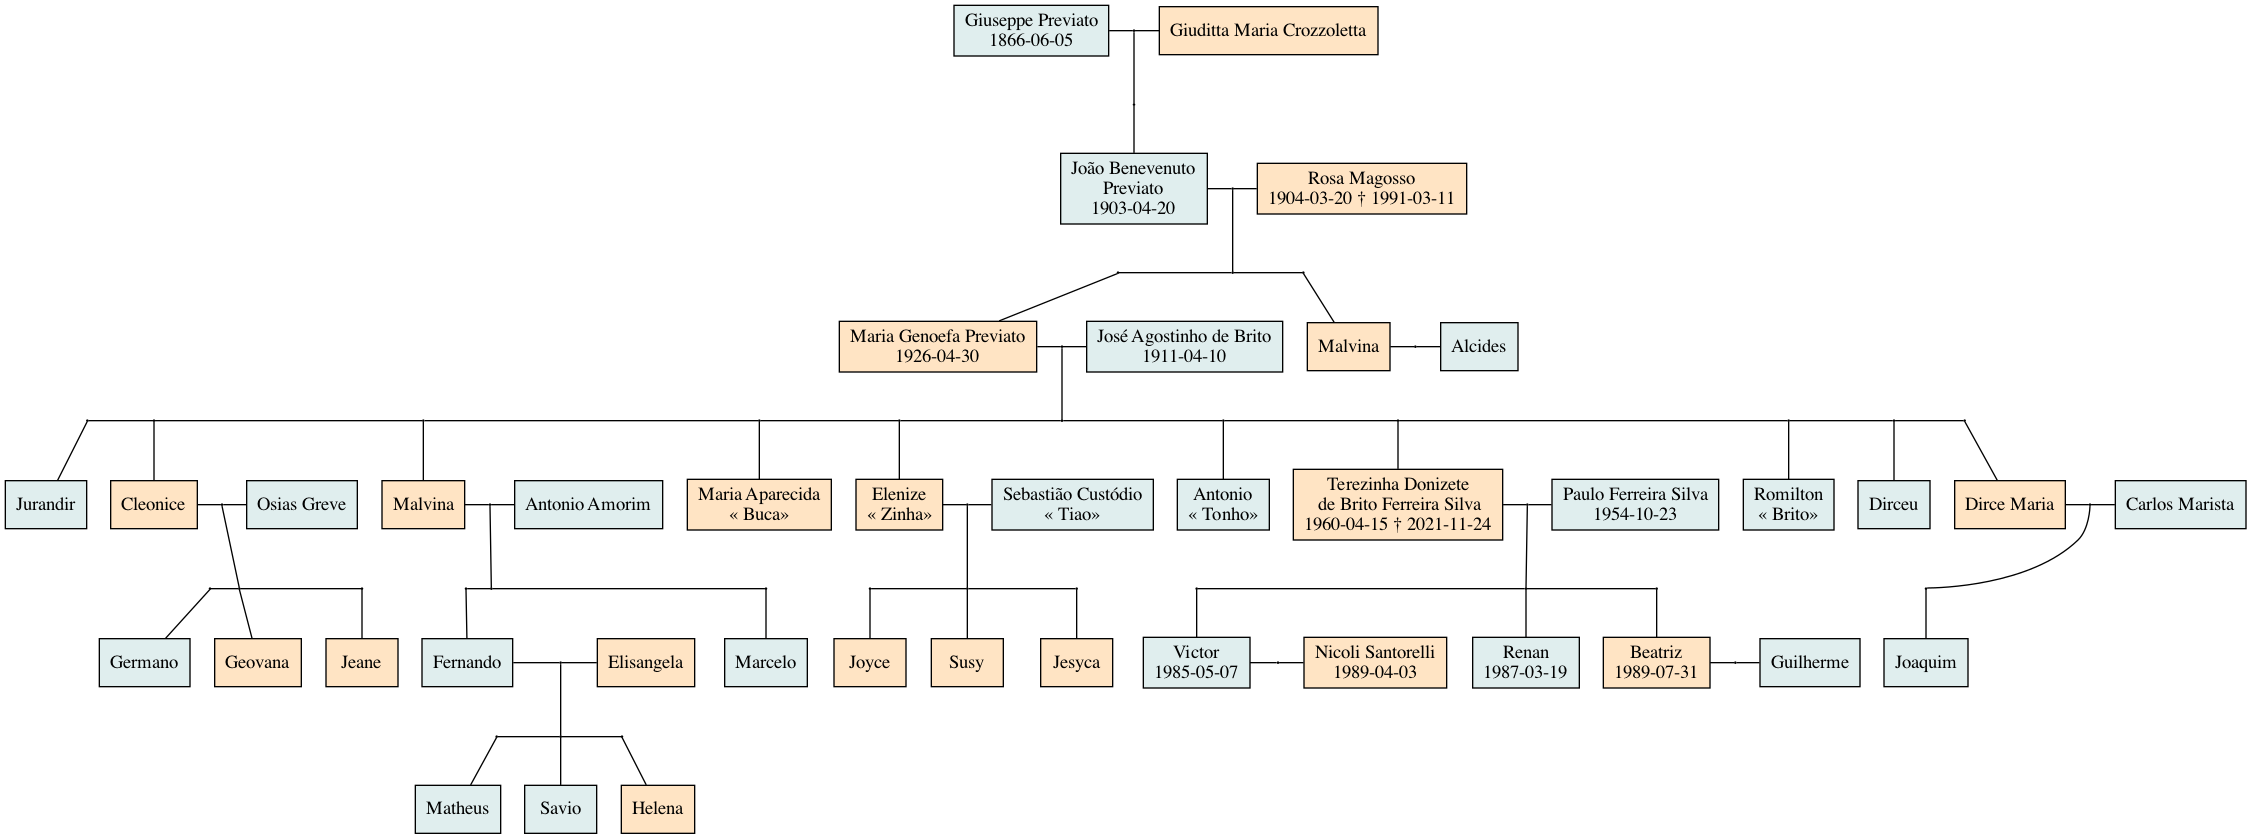 Giuseppe Previato
1866-06-05
Giuditta Maria Crozzoletta
João Benevenuto
Previato
1903-04-20
Rosa Magosso
1904-03-20 † 1991-03-11
Maria Genoefa Previato
1926-04-30
José Agostinho de Brito
1911-04-10
Malvina
Alcides
Jurandir
Cleonice
Osias Greve
Malvina
Antonio Amorim
Maria Aparecida
« Buca»
Elenize
« Zinha»
Sebastião Custódio
« Tiao»
Antonio
« Tonho»
Terezinha Donizete
de Brito Ferreira Silva
1960-04-15 † 2021-11-24
Paulo Ferreira Silva
1954-10-23
Romilton
« Brito»
Dirceu
Dirce Maria
Carlos Marista
Germano
Geovana
Jeane
Fernando
Elisangela
Marcelo
Joyce
Susy
Jesyca
Victor
1985-05-07
Nicoli Santorelli
1989-04-03
Renan
1987-03-19
Beatriz
1989-07-31
Guilherme
Joaquim
Matheus
Savio
Helena